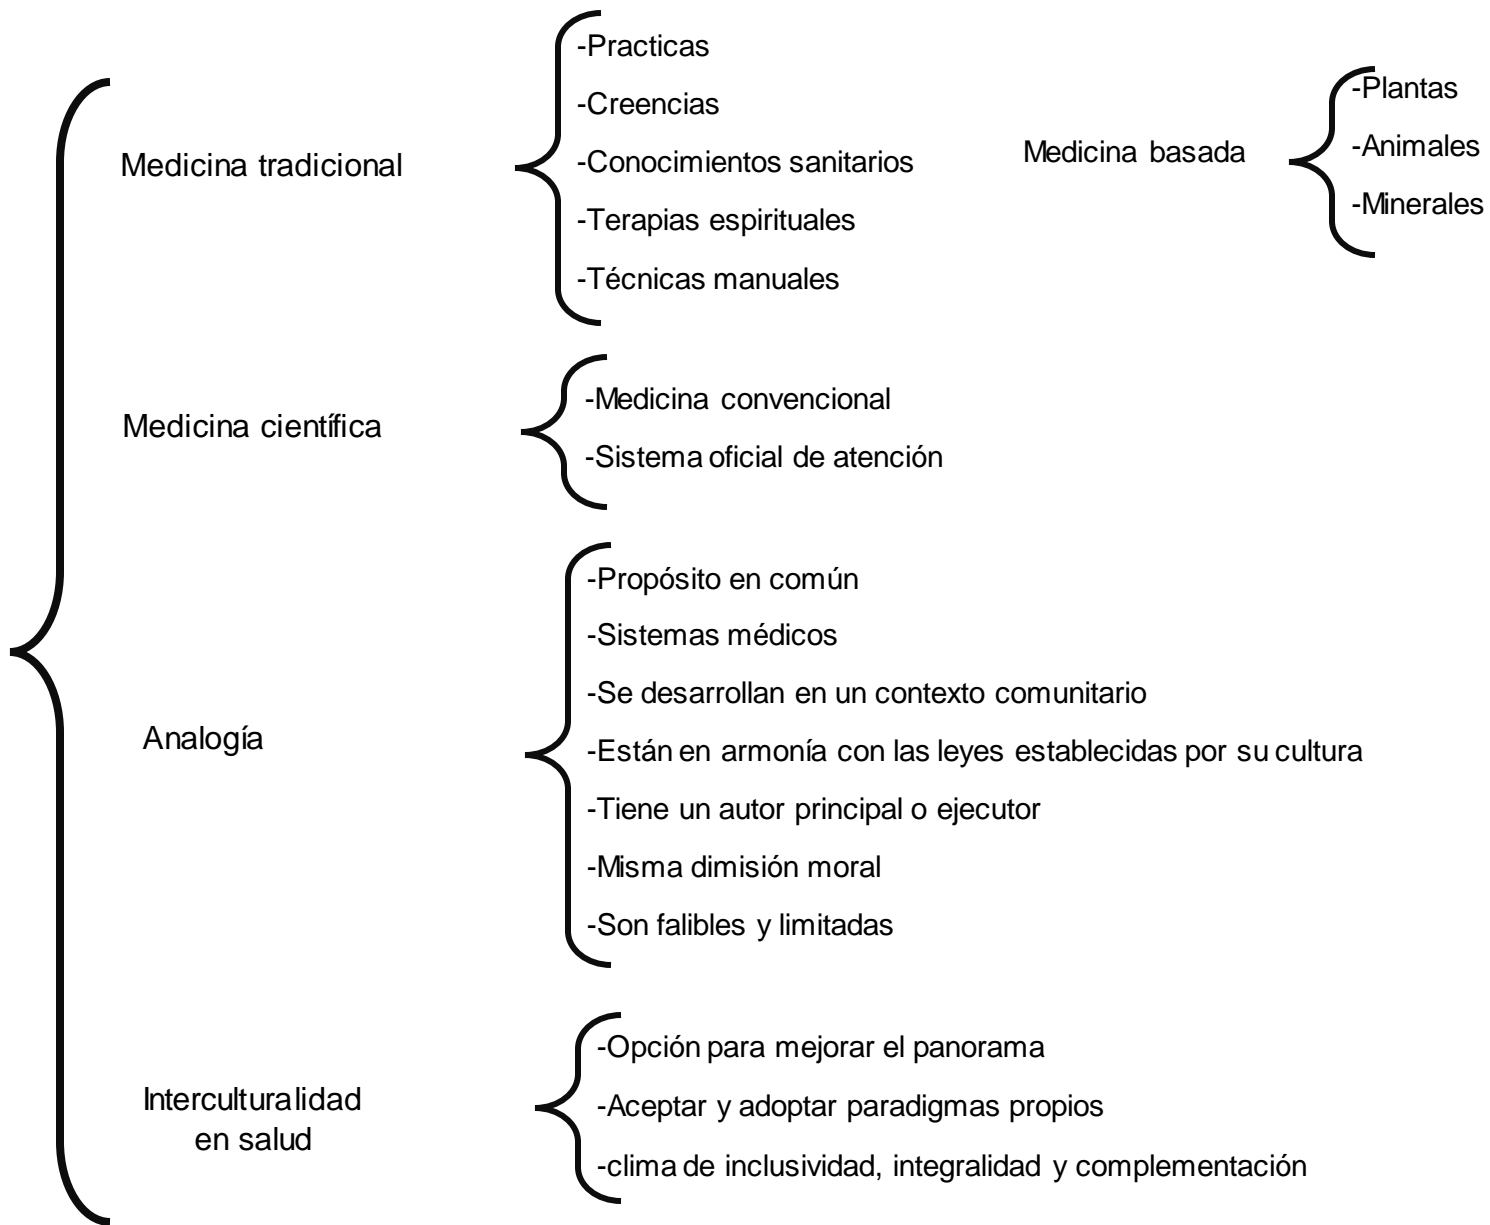 Medicina tradicional
-Practicas
-Creencias
-Conocimientos sanitarios
-Terapias espirituales
-Técnicas manuales
Medicina basada
-Plantas
-Animales
-Minerales
Medicina científica
-Medicina convencional
-Sistema oficial de atención
Analogía
-Propósito en común
-Sistemas médicos
-Se desarrollan en un contexto comunitario
-Están en armonía con las leyes establecidas por su cultura
-Tiene un autor principal o ejecutor
-Misma dimisión moral
-Son falibles y limitadas
Interculturalidad
en salud
-Opción para mejorar el panorama
-Aceptar y adoptar paradigmas propios
-clima de inclusividad, integralidad y complementación